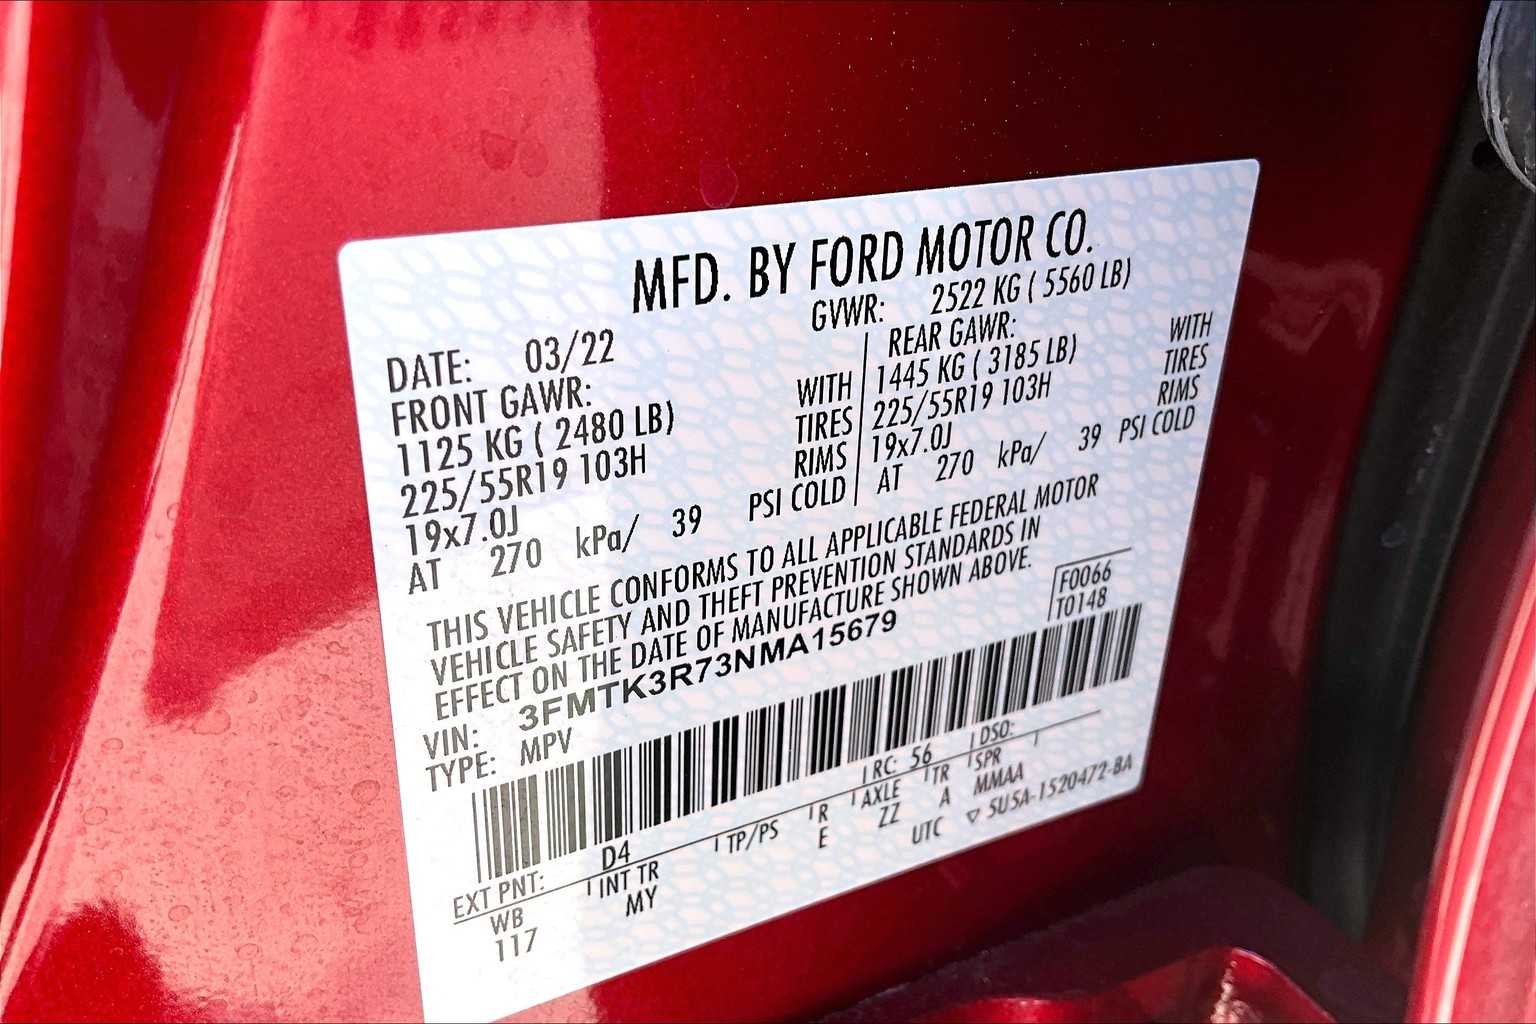 MFD. BY FORD MOTOR CO.
DATE: 03/22 GVWR: 2522 KG ( 5560 LB)
FRONT GAWR:
1125 KG ( 2480 LB) WITH
225/55R19 103H TIRES
19x7.0J RIMS
AT 270 kPa/ 39 PSI COLD
REAR GAWR:
1445 KG ( 3185 LB) WITH
225/55R19 103H TIRES
19x7.0J RIMS
AT 270 kPa/ 39 PSI COLD
THIS VEHICLE CONFORMS TO ALL APPLICABLE FEDERAL MOTOR
VEHICLE SAFETY AND THEFT PREVENTION STANDARDS IN
EFFECT ON THE DATE OF MANUFACTURE SHOWN ABOVE.
F0066
T0148
VIN: 3FMTK3R73NMA15679
TYPE: MPV
EXT PNT: D4 RC: 56 DSO:
WB INT TR TP/PS R AXLE TR SPR
117 MY E ZZ A MMAA
UTC ▽ 5U5A-1520472-BA